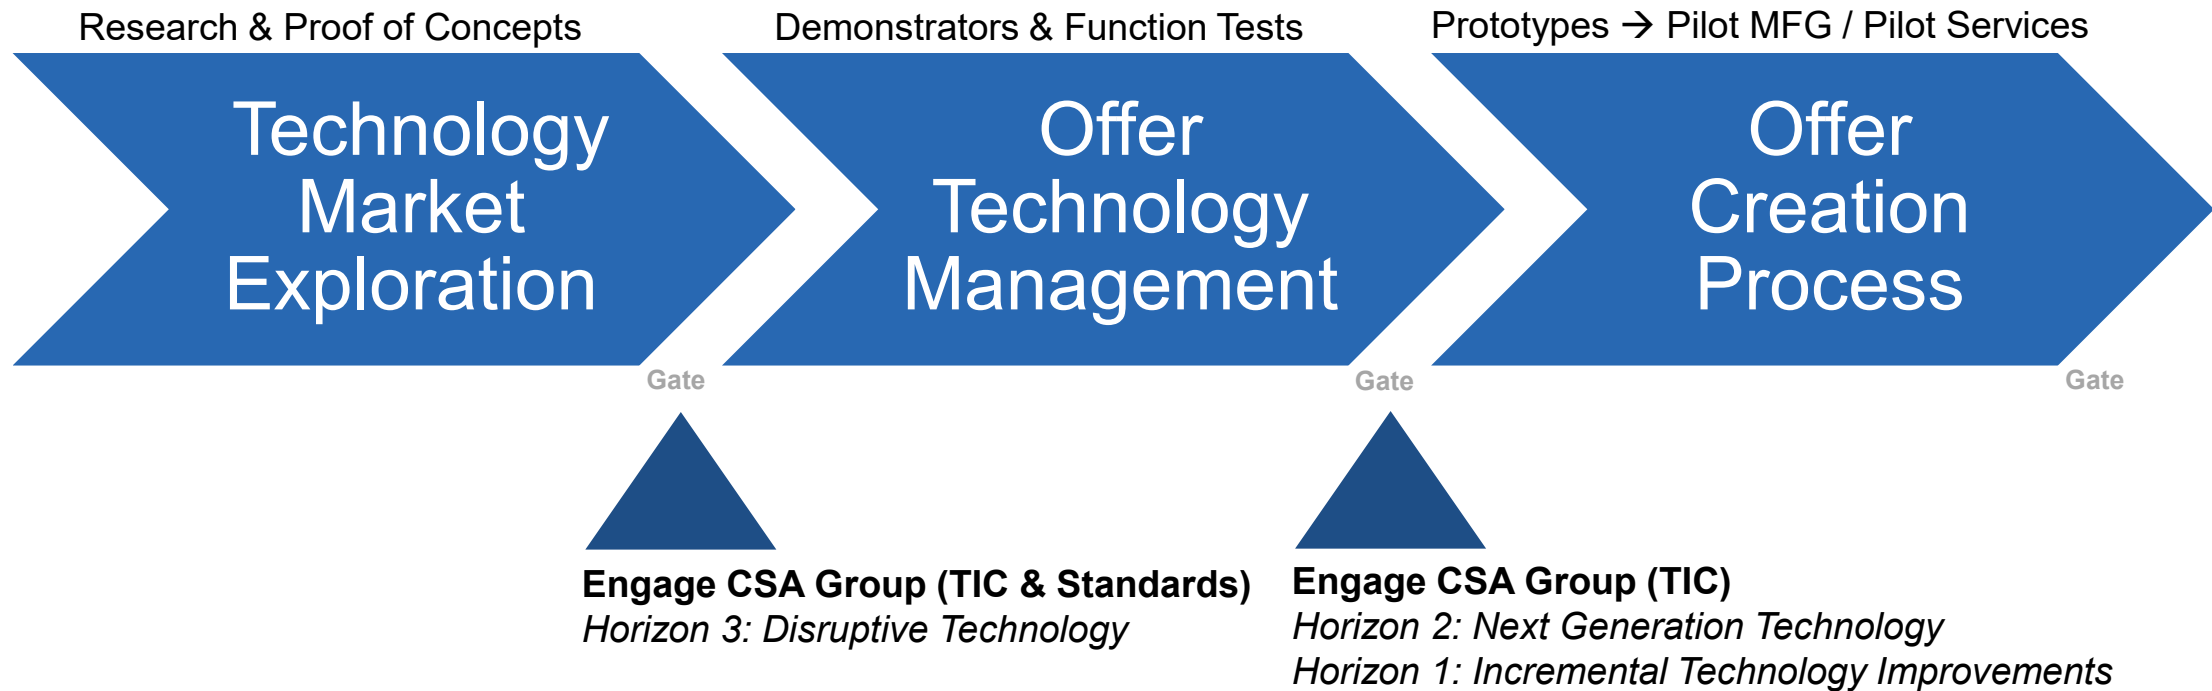 Research & Proof of Concepts
Demonstrators & Function Tests
Prototypes → Pilot MFG / Pilot Services
Technology
Market
Exploration
Offer
Technology
Management
Offer
Creation
Process
Gate
Gate
Gate
Engage CSA Group (TIC & Standards)
Horizon 3: Disruptive Technology
Engage CSA Group (TIC)
Horizon 2: Next Generation Technology
Horizon 1: Incremental Technology Improvements